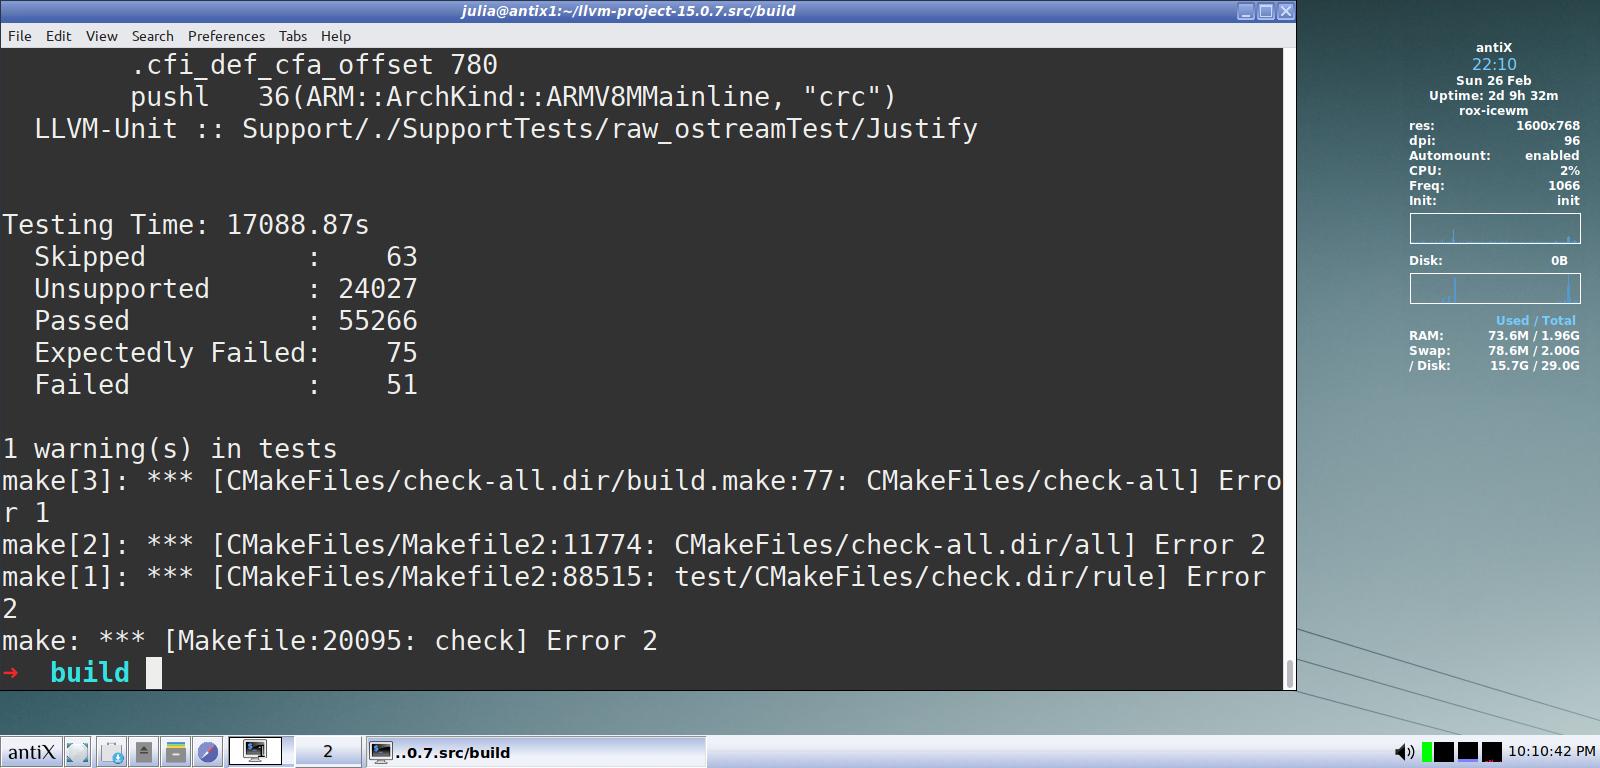 julia@antix1:~/llvm-project-15.0.7.src/build
File Edit View Search Preferences Tabs Help
.cfi_def_cfa_offset 780
pushl 36(ARM::ArchKind::ARMV8MMainline, "crc")
LLVM-Unit :: Support/./SupportTests/raw_ostreamTest/Justify
Testing Time: 17088.87s
Skipped : 63
Unsupported : 24027
Passed : 55266
Expectedly Failed: 75
Failed : 51
1 warning(s) in tests
make[3]: *** [CMakeFiles/check-all.dir/build.make:77: CMakeFiles/check-all] Erro
r 1
make[2]: *** [CMakeFiles/Makefile2:11774: CMakeFiles/check-all.dir/all] Error 2
make[1]: *** [CMakeFiles/Makefile2:88515: test/CMakeFiles/check.dir/rule] Error
2
make: *** [Makefile:20095: check] Error 2
➜ build
antiX
22:10
Sun 26 Feb
Uptime: 2d 9h 32m
rox-icewm
res: 1600x768
dpi: 96
Automount: enabled
CPU: 2%
Freq: 1066
Init: init
Disk: 0B
Used / Total
RAM: 73.6M / 1.96G
Swap: 78.6M / 2.00G
/ Disk: 15.7G / 29.0G
antiX 1 2 ..0.7.src/build 10:10:42 PM